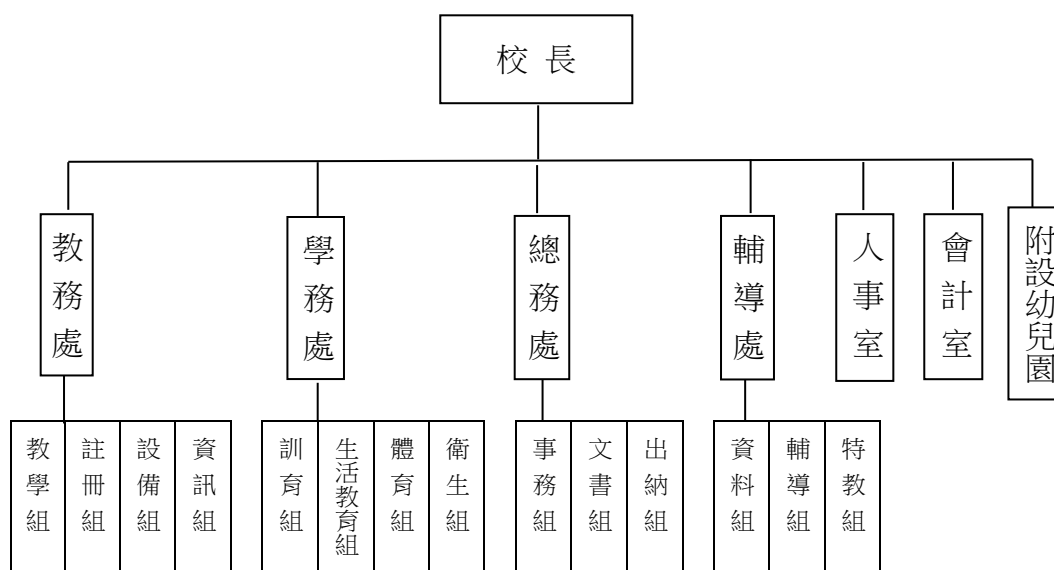 校長
教務處
學務處
總務處
輔導處
人事室
會計室
附設幼兒園
教學組
註冊組
設備組
資訊組
訓育組
生活教育組
體育組
衛生組
事務組
文書組
出納組
資料組
輔導組
特教組